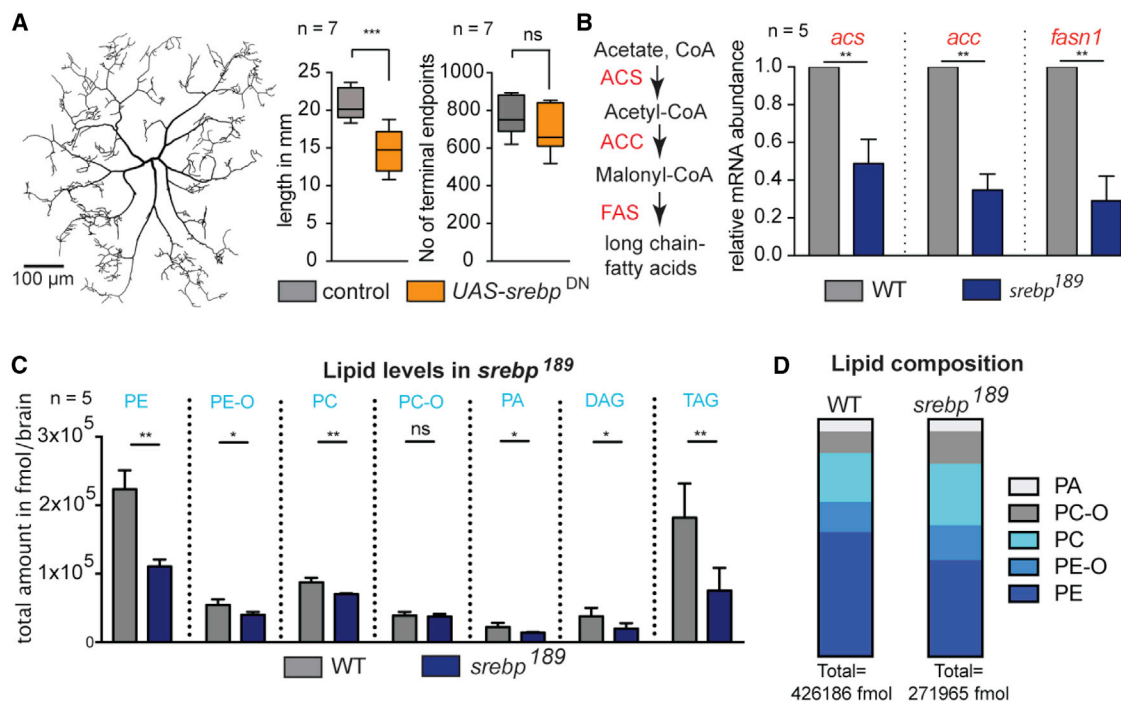 A
100 µm
n = 7
***
length in mm
25
20
15
10
5
0
n = 7
ns
No of terminal endpoints
1000
800
600
400
200
0
control
UAS-srebp DN
B
Acetate, CoA
ACS
Acetyl-CoA
ACC
Malonyl-CoA
FAS
long chain-
fatty acids
n = 5
acs
acc
fasn1
**
**
**
relative mRNA abundance
1.0
0.8
0.6
0.4
0.2
0.0
WT
srebp189
C
Lipid levels in srebp 189
n = 5
PE
PE-O
PC
PC-O
PA
DAG
TAG
**
*
**
ns
*
*
**
total amount in fmol/brain
3x10 5
2x10 5
1x10 5
0
WT
srebp189
D
Lipid composition
WT
srebp 189
PA
PC-O
PC
PE-O
PE
Total=
426186 fmol
Total=
271965 fmol